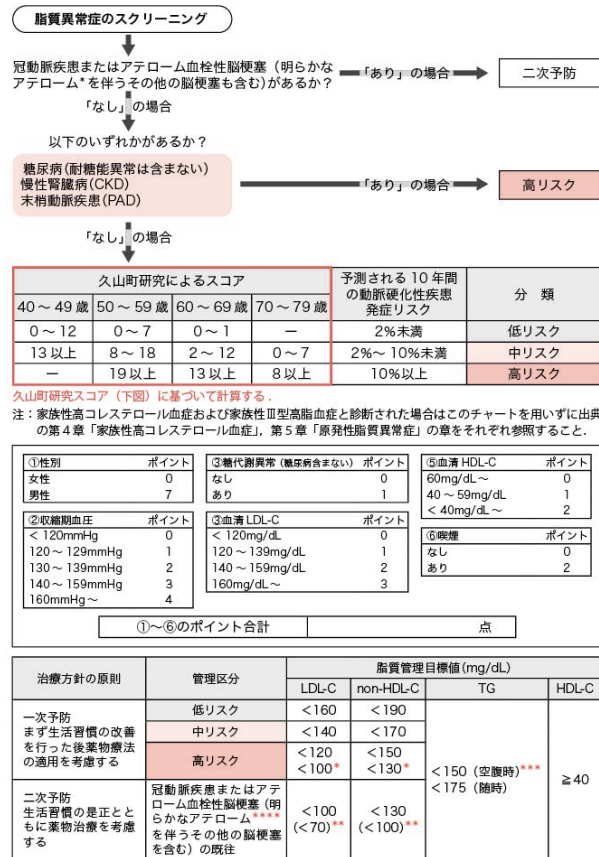 脂質異常症のスクリーニング
冠動脈疾患またはアテローム血栓性脳梗塞（明らかな
アテローム*を伴うその他の脳梗塞も含む）があるか？
「あり」の場合
二次予防
「なし」の場合
以下のいずれかがあるか？
糖尿病（耐糖能異常は含まない）
慢性腎臓病（CKD）
末梢動脈疾患（PAD）
「あり」の場合
高リスク
「なし」の場合
久山町研究によるスコア
予測される 10 年間
の動脈硬化性疾患
発症リスク
分　類
40～49歳 50～59歳 60～69歳 70～79歳
0～12 0～7 0～1 ー 2%未満 低リスク
13以上 8～18 2～12 0～7 2%～10%未満 中リスク
ー 19以上 13以上 8以上 10%以上 高リスク
久山町研究スコア（下図）に基づいて計算する．
注：家族性高コレステロール血症および家族性Ⅲ型高脂血症と診断された場合はこのチャートを用いずに出典
の第４章「家族性高コレステロール血症」，第５章「原発性脂質異常症」の章をそれぞれ参照すること．
①性別 ポイント
女性 0
男性 7
②収縮期血圧 ポイント
< 120mmHg 0
120～129mmHg 1
130～139mmHg 2
140～159mmHg 3
160mmHg～ 4
③糖代謝異常（糖尿病含まない） ポイント
なし 0
あり 1
③血清 LDL-C ポイント
< 120mg/dL 0
120～139mg/dL 1
140～159mg/dL 2
160mg/dL～ 3
⑤血清 HDL-C ポイント
60mg/dL～ 0
40～59mg/dL 1
< 40mg/dL～ 2
⑥喫煙 ポイント
なし 0
あり 2
①～⑥のポイント合計 点
治療方針の原則 管理区分 脂質管理目標値（mg/dL）
LDL-C non-HDL-C TG HDL-C
一次予防
まず生活習慣の改善
を行った後薬物療法
の適用を考慮する
低リスク <160 <190
中リスク <140 <170
高リスク
<120 <150
<100* <130*
<150（空腹時）***
<175（随時）
≧40
二次予防
生活習慣の是正とと
もに薬物治療を考慮
する
冠動脈疾患またはアテ
ローム血栓性脳梗塞（明
らかなアテローム****
を伴うその他の脳梗塞
を含む）の既往
<100 <130
(<70)** (<100)**